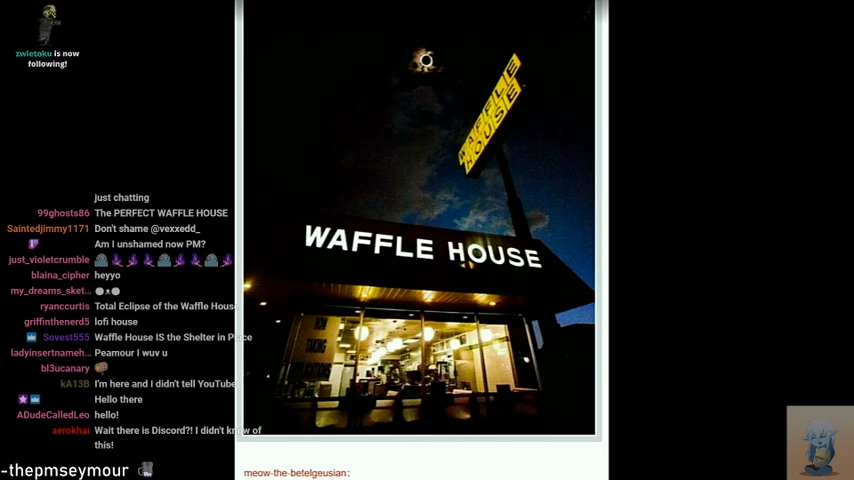 zwietoku is now
following!
WAFFLE
HOUSE
WAFFLE HOUSE
just chatting
99ghosts86 The PERFECT WAFFLE HOUSE
Saintedjimmy1171 Don't shame @vexxedd_
Am I unshamed now PM?
just_violetcrumble
blaina_cipher heyyo
my_dreams_sket...
ryanccurtis Total Eclipse of the Waffle House
griffinthenerd5 lofi house
Sovest555 Waffle House IS the Shelter in Place
ladyinsertnameh... Peamour I wuv u
bl3ucanary
kA13B I'm here and I didn't tell YouTube
Hello there
ADudeCalledLeo hello!
aerokhai Wait there is Discord?! I didn't know of
this!
-thepmseymour
meow-the-betelgeusian: